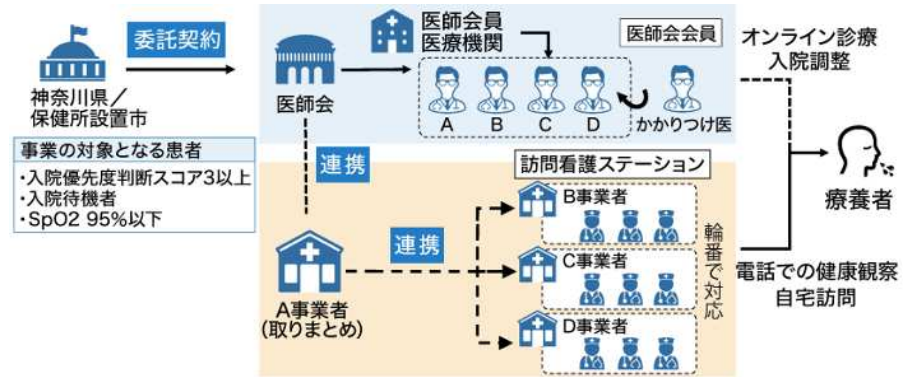 委託契約
神奈川県／
保健所設置市
事業の対象となる患者
・入院優先度判断スコア3以上
・入院待機者
・SpO2 95%以下
医師会
医師会員
医療機関
医師会会員
A
B
C
D
かかりつけ医
連携
訪問看護ステーション
A事業者
(取りまとめ)
連携
B事業者
C事業者
D事業者
輪番で対応
オンライン診療
入院調整
療養者
電話での健康観察
自宅訪問